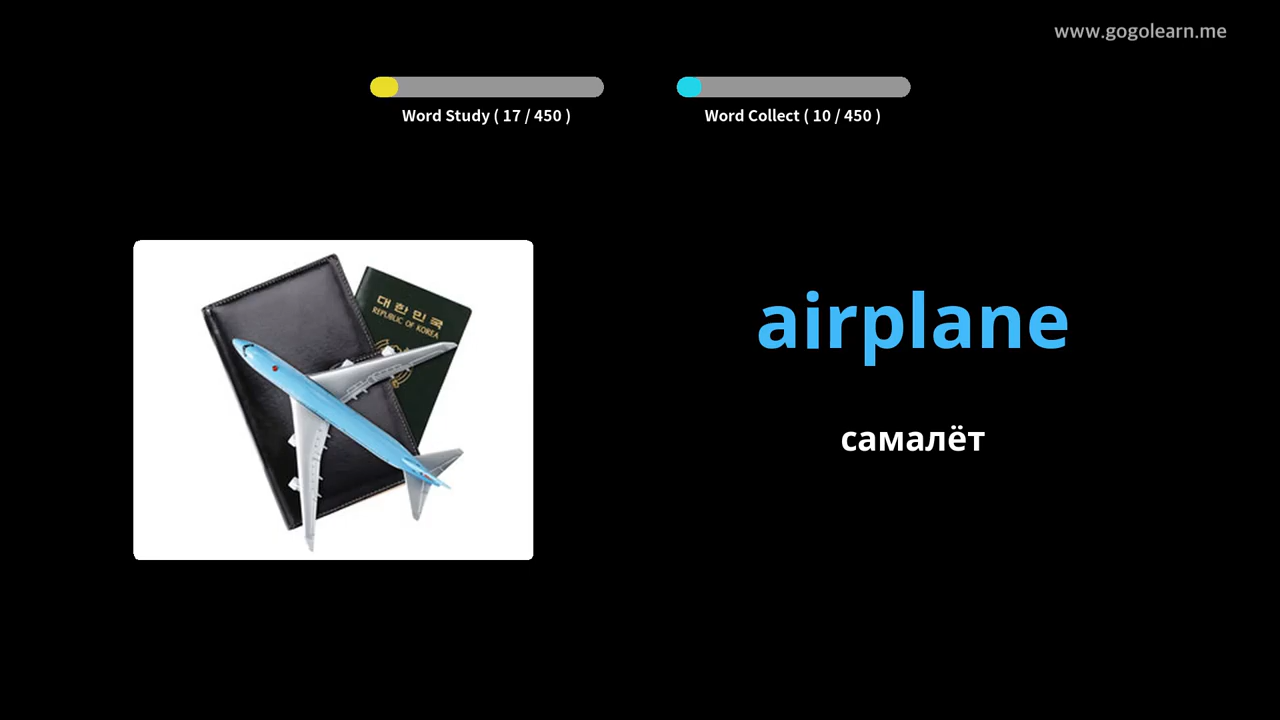 www.gogolearn.me
Word Study ( 17 / 450 )
Word Collect ( 10 / 450 )
대한민국
REPUBLIC OF KOREA
airplane
самалёт